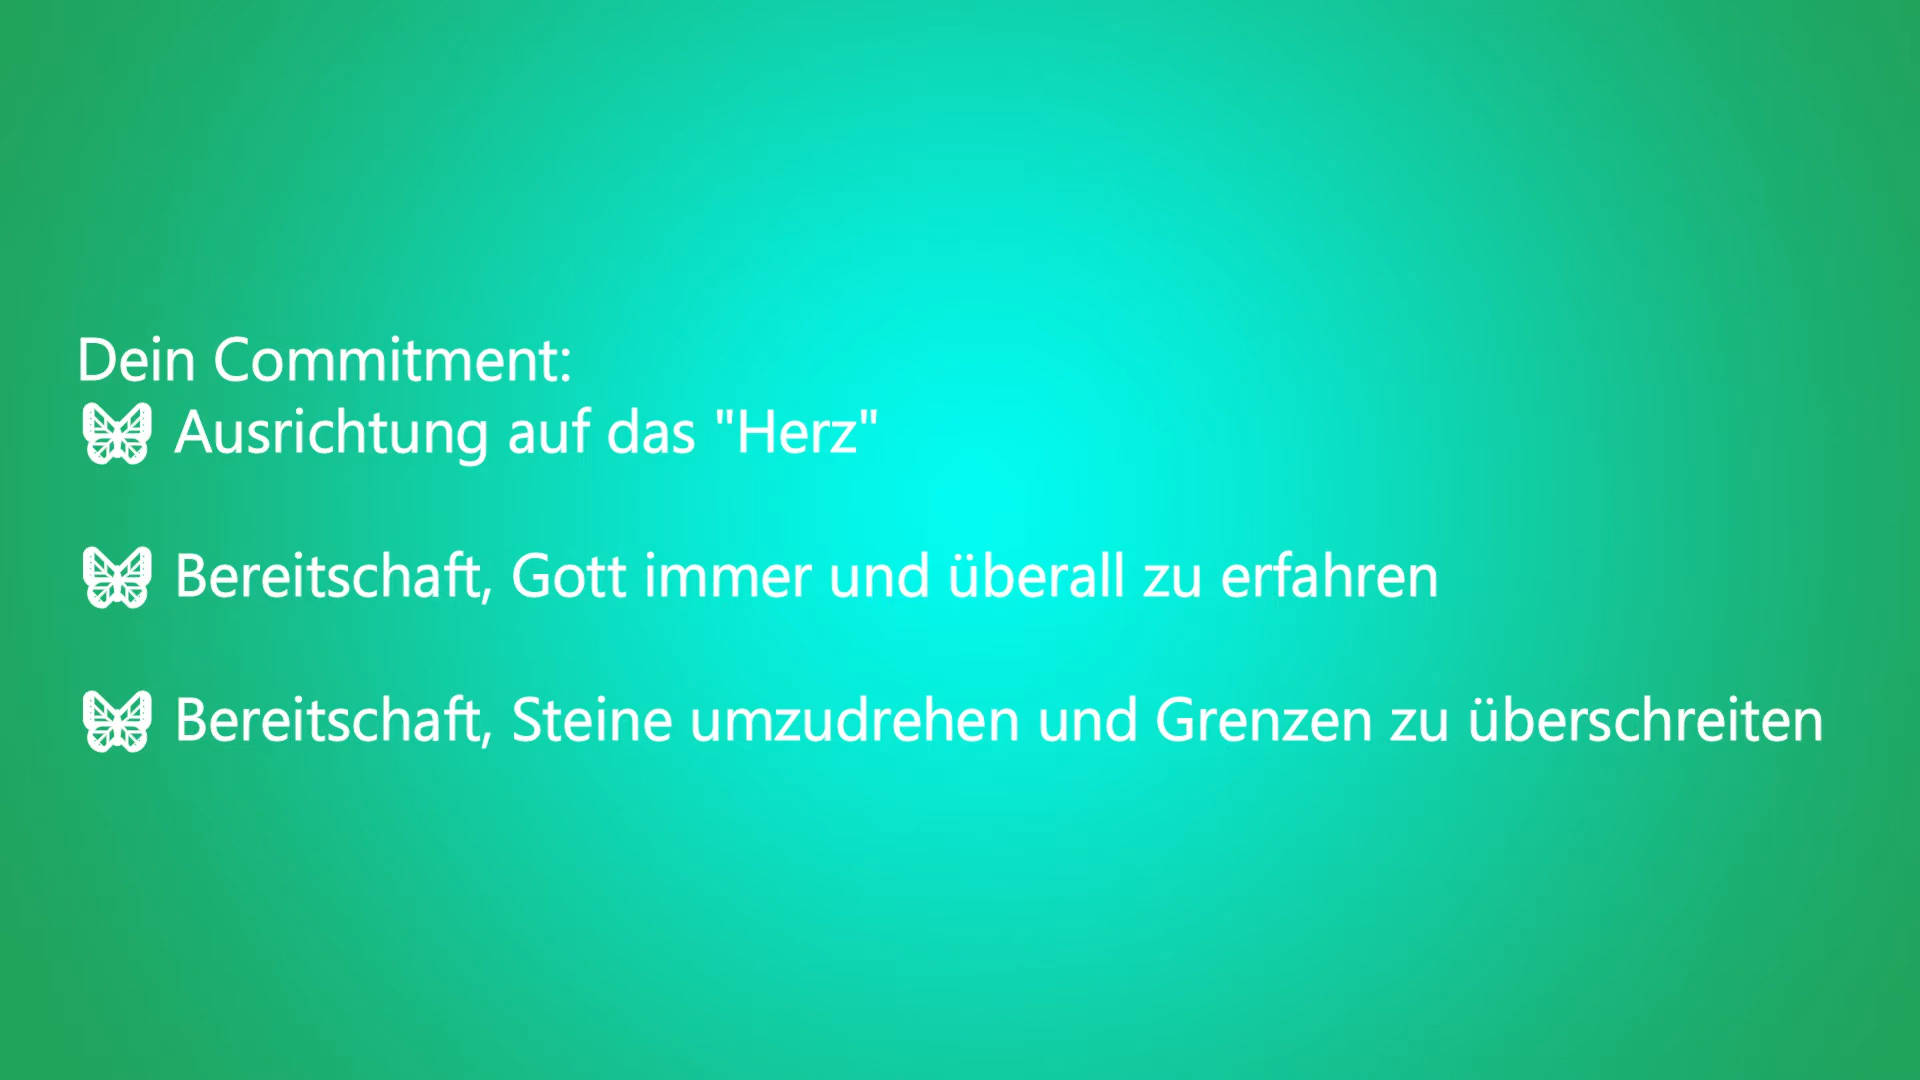 Dein Commitment:
🦋 Ausrichtung auf das "Herz"
🦋 Bereitschaft, Gott immer und überall zu erfahren
🦋 Bereitschaft, Steine umzudrehen und Grenzen zu überschreiten